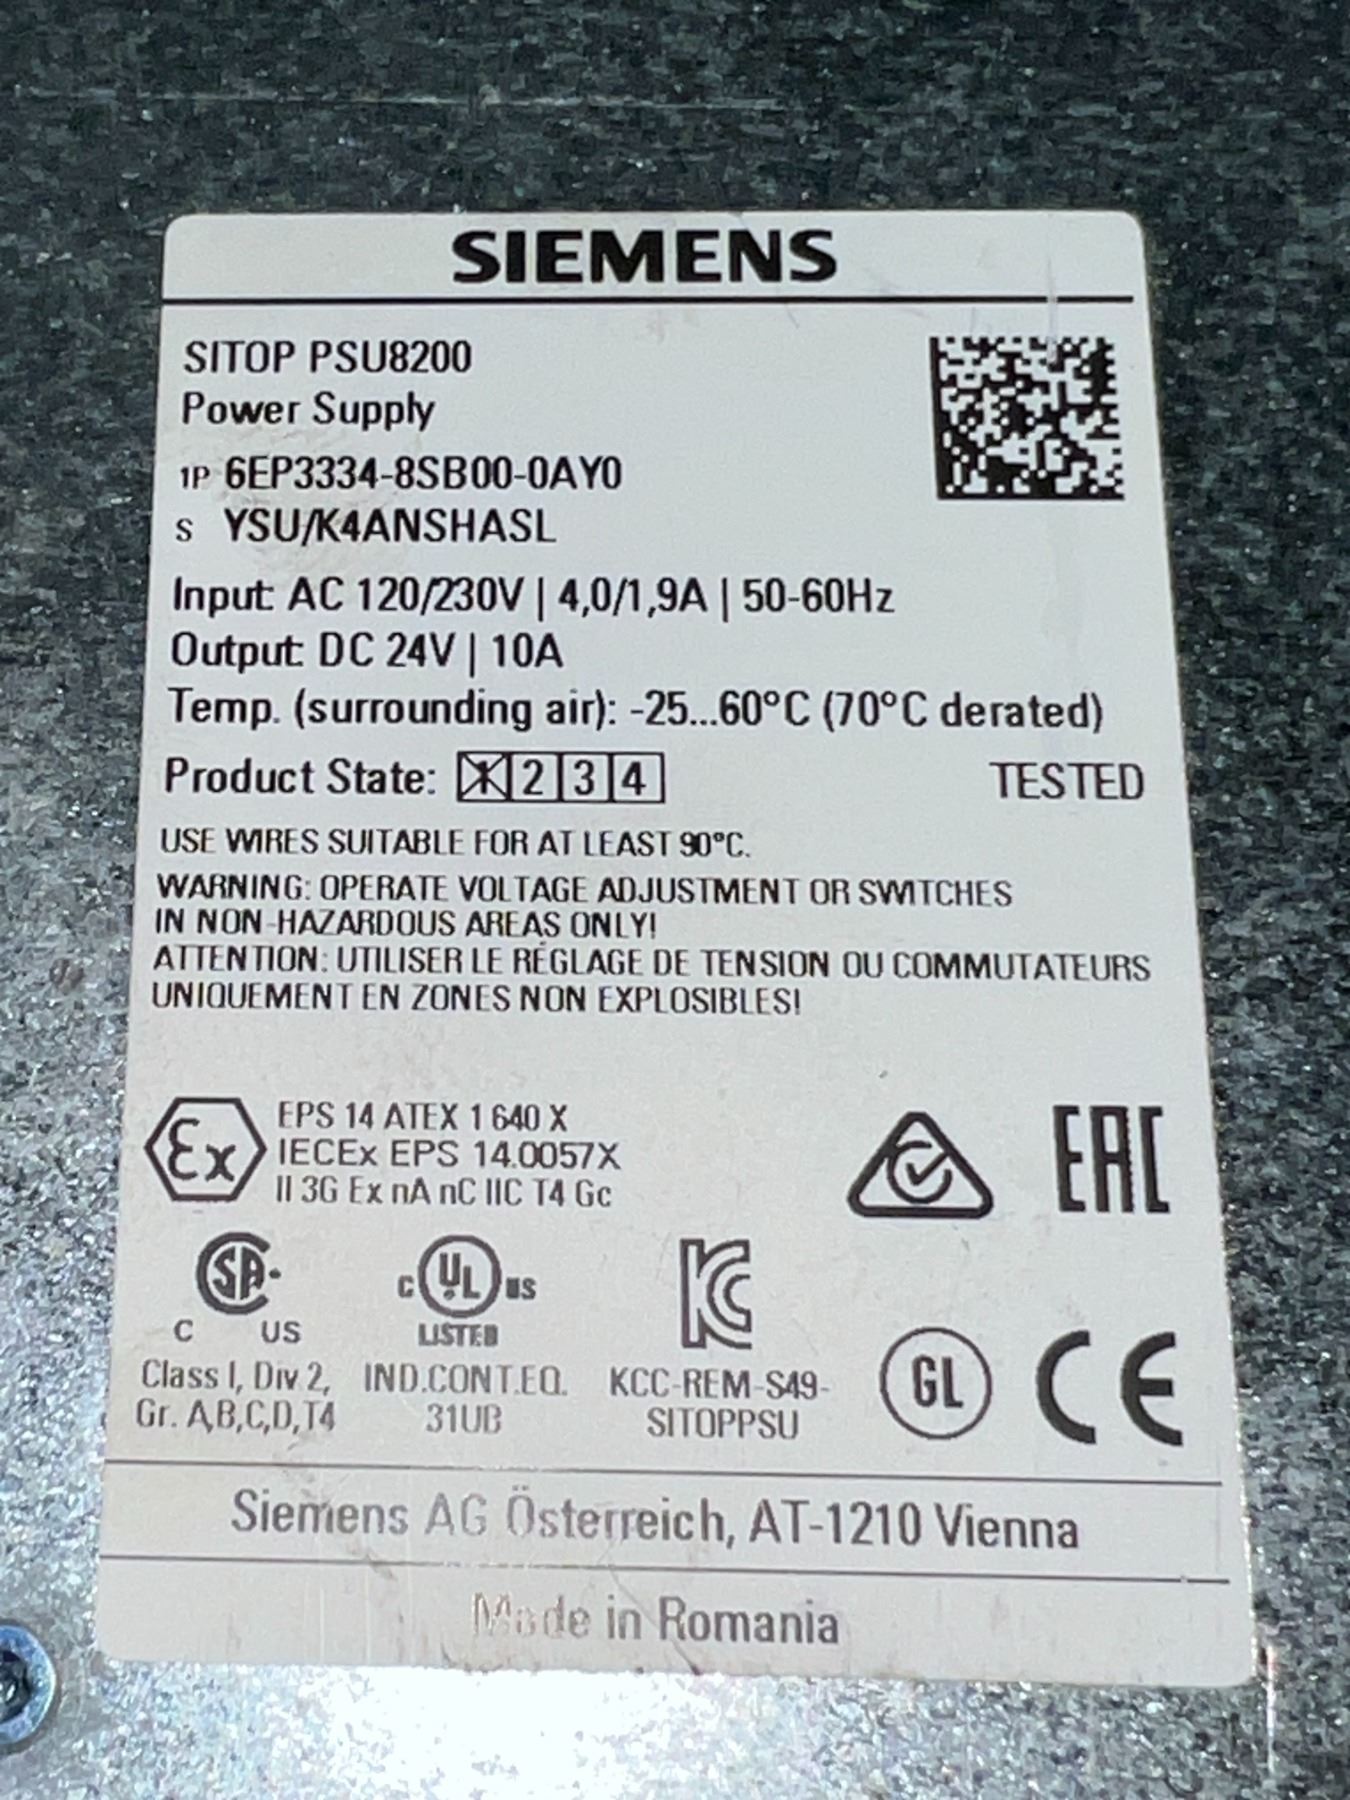 SIEMENS
SITOP PSU8200
Power Supply
1P 6EP3334-8SB00-0AY0
S YSU/K4ANSHASL
Input: AC 120/230V | 4,0/1,9A | 50-60Hz
Output: DC 24V | 10A
Temp. (surrounding air): -25...60°C (70°C derated)
Product State: 1 2 3 4 TESTED
USE WIRES SUITABLE FOR AT LEAST 90°C.
WARNING: OPERATE VOLTAGE ADJUSTMENT OR SWITCHES
IN NON-HAZARDOUS AREAS ONLY!
ATTENTION: UTILISER LE RÉGLAGE DE TENSION OU COMMUTATEURS
UNIQUEMENT EN ZONES NON EXPLOSIBLES!
Ex EPS 14 ATEX 1 640 X
IECEx EPS 14.0057X
II 3G Ex nA nC IIC T4 Gc
EAC
SA C US
Class I, Div 2,
Gr. A,B,C,D,T4
C UL US
LISTED
IND.CONT.EQ.
31UB
KC
KCC-REM-S49-
SITOPPSU
GL
CE
Siemens AG Österreich, AT-1210 Vienna
Made in Romania